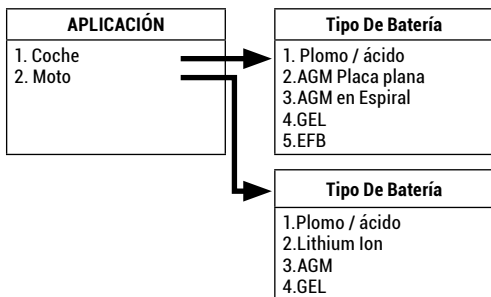 APLICACIÓN
1. Coche
2. Moto
Tipo De Batería
1. Plomo / ácido
2.AGM Placa plana
3.AGM en Espiral
4.GEL
5.EFB
Tipo De Batería
1.Plomo / ácido
2.Lithium Ion
3.AGM
4.GEL